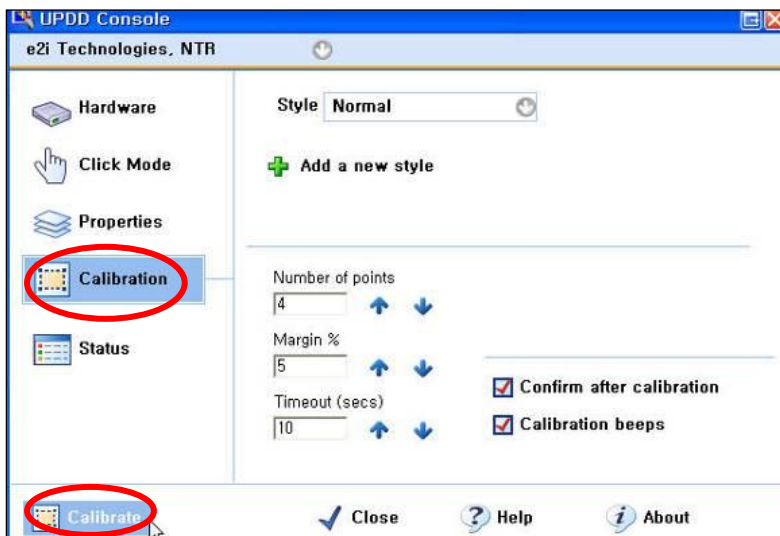 UPDD Console
e2i Technologies, NTR
Hardware
Click Mode
Properties
Calibration
Status
Style Normal
Add a new style
Number of points
4
Margin %
5
Timeout (secs)
10
Confirm after calibration
Calibration beeps
Calibrate
Close
Help
About